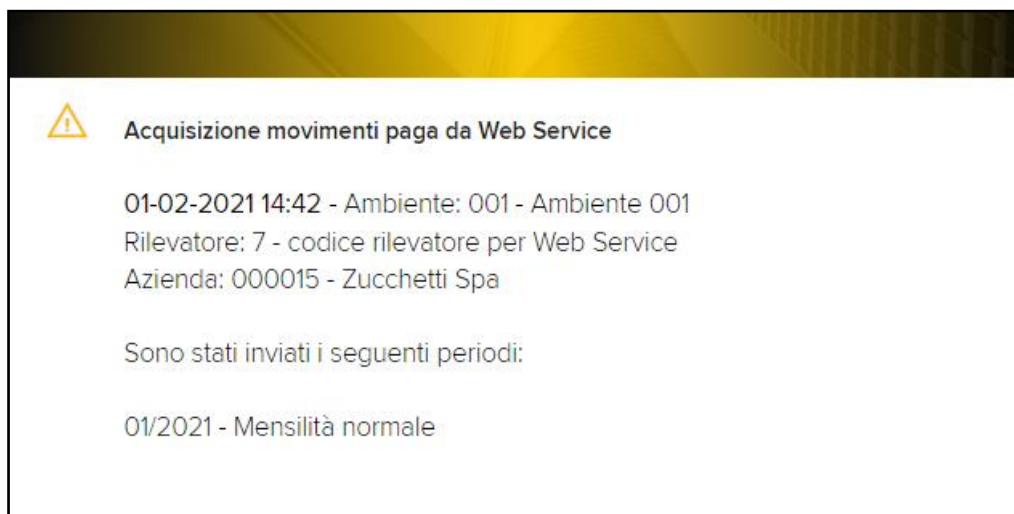 Acquisizione movimenti paga da Web Service
01-02-2021 14:42 - Ambiente: 001 - Ambiente 001
Rilevatore: 7 - codice rilevatore per Web Service
Azienda: 000015 - Zucchetti Spa
Sono stati inviati i seguenti periodi:
01/2021 - Mensilità normale